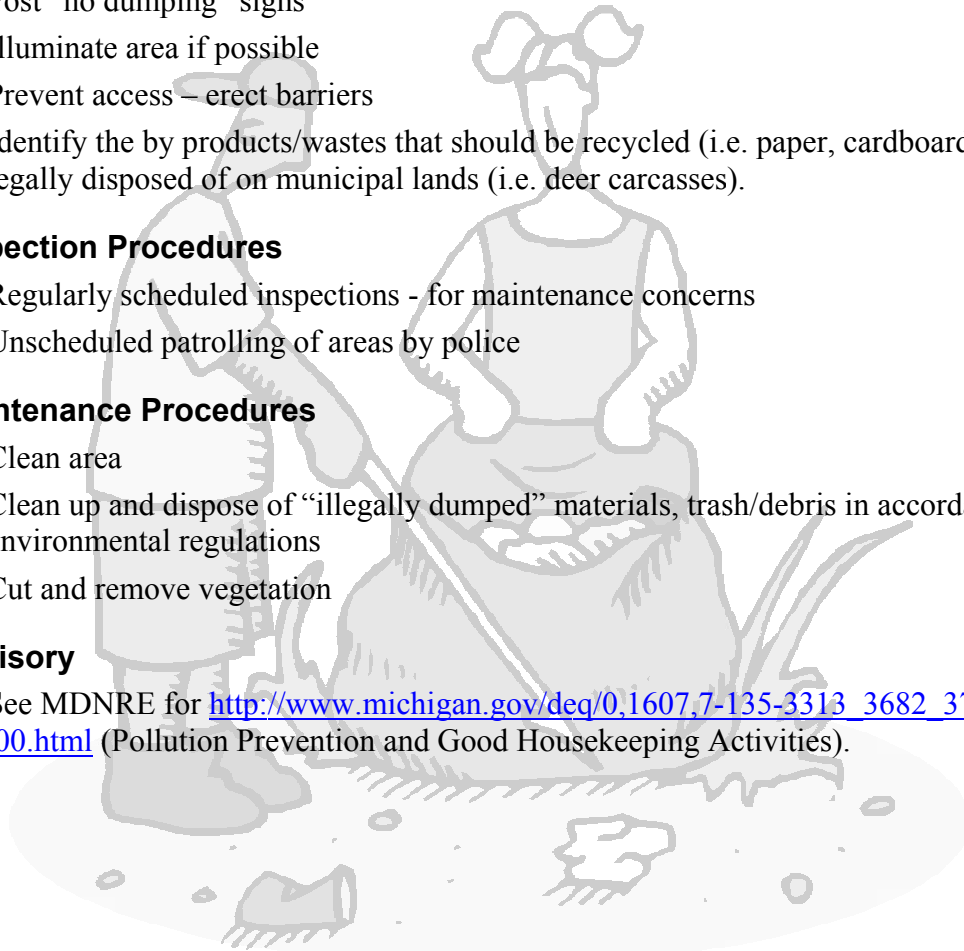 Post “no dumping” signs
lluminate area if possible
Prevent access – erect barriers
dentify the by products/wastes that should be recycled (i.e. paper, cardboard
egally disposed of on municipal lands (i.e. deer carcasses).
pection Procedures
Regularly scheduled inspections - for maintenance concerns
Unscheduled patrolling of areas by police
ntenance Procedures
Clean area
Clean up and dispose of “illegally dumped” materials, trash/debris in accorda
nvironmental regulations
Cut and remove vegetation
isory
See MDNRE for http://www.michigan.gov/deq/0,1607,7-135-3313_3682_37
00.html (Pollution Prevention and Good Housekeeping Activities).